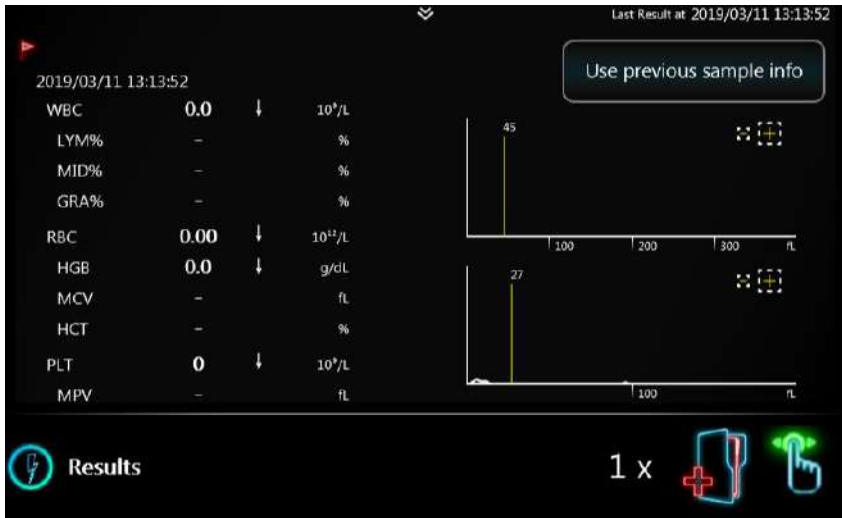 Last Result at 2019/03/11 13:13:52
Use previous sample info
2019/03/11 13:13:52
WBC 0.0 ↓ 10⁹/L
LYM% – %
MID% – %
GRA% – %
RBC 0.00 ↓ 10¹²/L
HGB 0.0 ↓ g/dL
MCV – fL
HCT – %
PLT 0 ↓ 10⁹/L
MPV – fL
45
100 200 300 fL
27
100 fL
Results
1 x